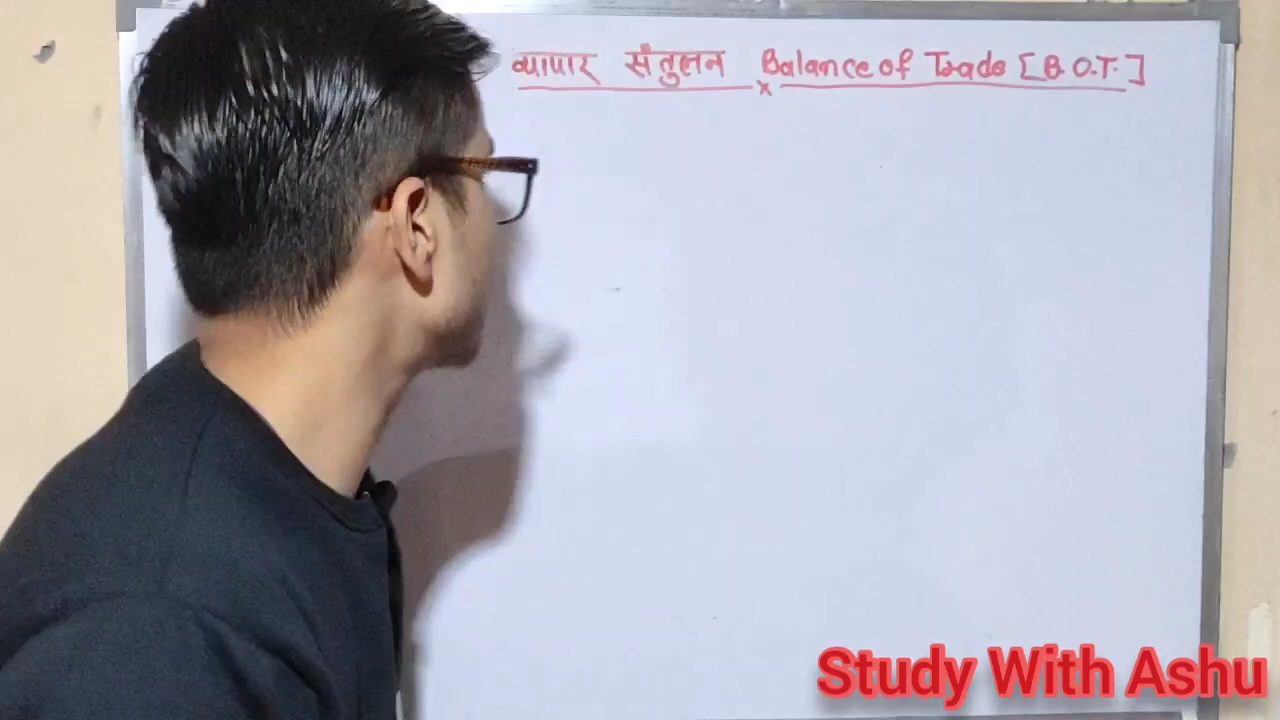 व्यापार संतुलन × Balance of Trade [B.O.T.]
Study With Ashu